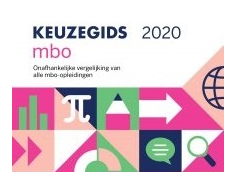 KEUZEGIDS 2020
mbo
Onafhankelijke vergelijking van
alle mbo-opleidingen
π